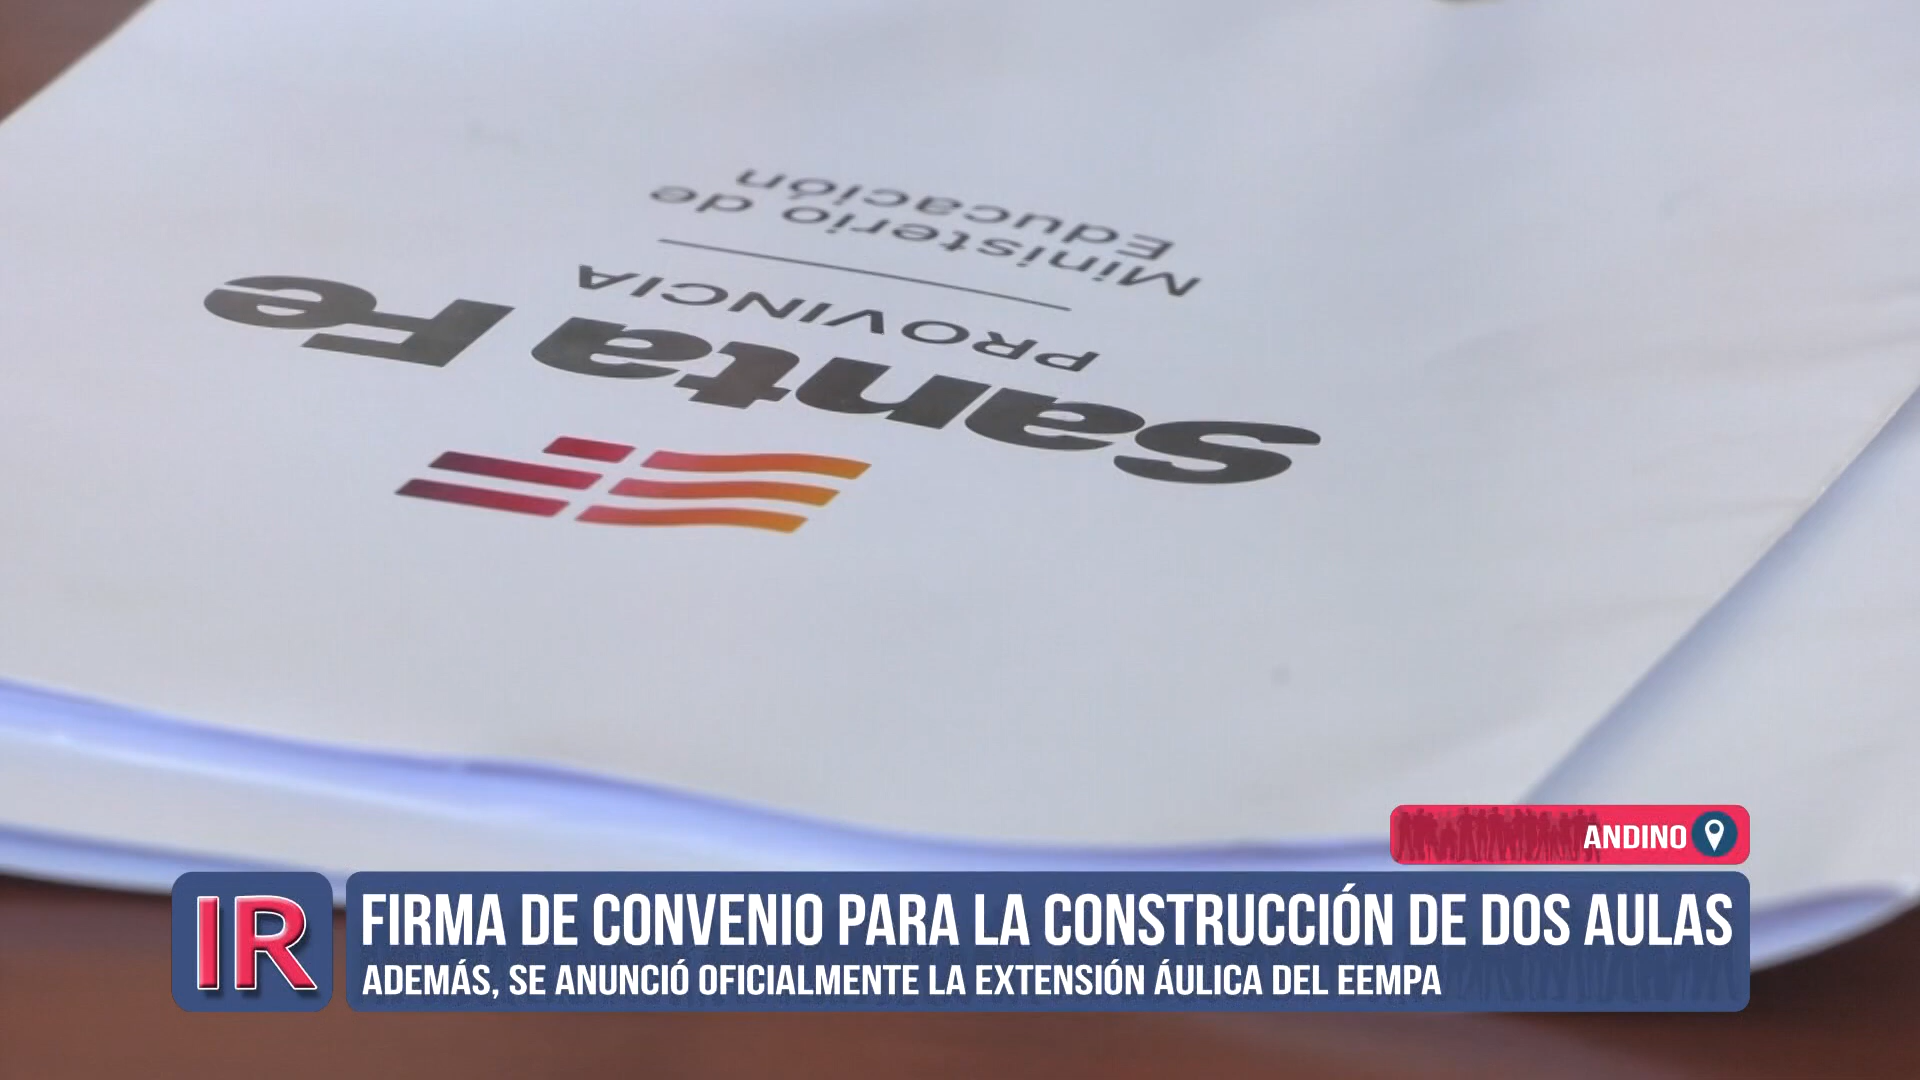 Santa Fe
PROVINCIA
Ministerio de
Educación
ANDINO
IR
FIRMA DE CONVENIO PARA LA CONSTRUCCIÓN DE DOS AULAS
ADEMÁS, SE ANUNCIÓ OFICIALMENTE LA EXTENSIÓN ÁULICA DEL EEMPA